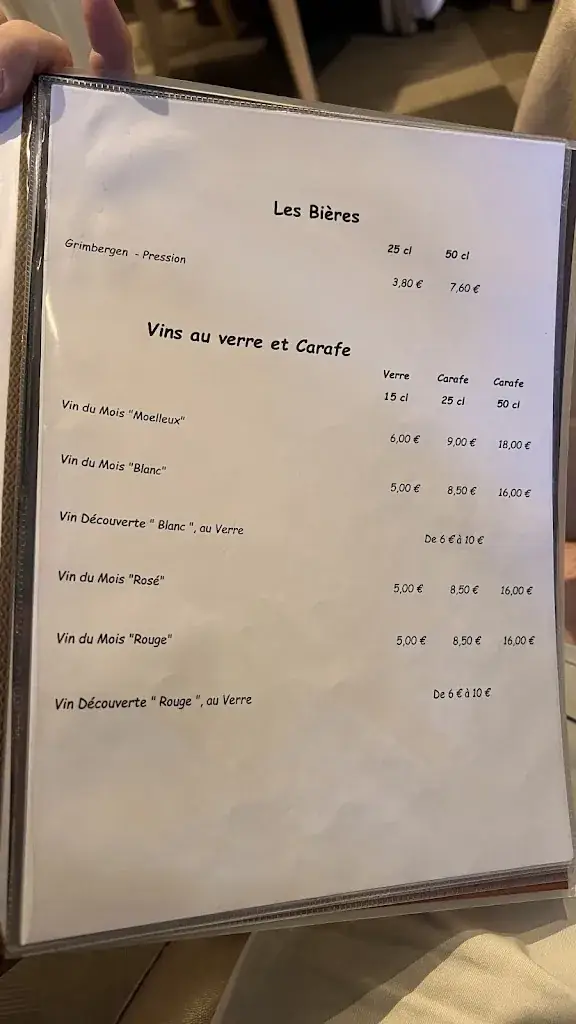 Les Bières
Grimbergen - Pression 25 cl 50 cl
3,80 € 7,60 €
Vins au verre et Carafe
Verre Carafe Carafe
15 cl 25 cl 50 cl
Vin du Mois "Moelleux" 6,00 € 9,00 € 18,00 €
Vin du Mois "Blanc" 5,00 € 8,50 € 16,00 €
Vin Découverte " Blanc ", au Verre De 6 € à 10 €
Vin du Mois "Rosé" 5,00 € 8,50 € 16,00 €
Vin du Mois "Rouge" 5,00 € 8,50 € 16,00 €
Vin Découverte " Rouge ", au Verre De 6 € à 10 €